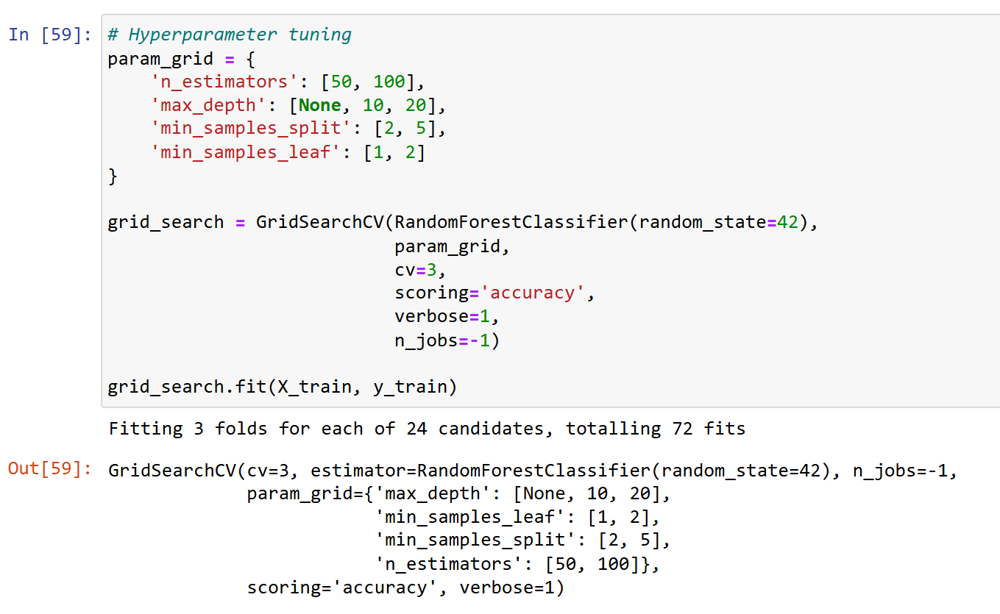 In [59]: # Hyperparameter tuning
param_grid = {
    'n_estimators': [50, 100],
    'max_depth': [None, 10, 20],
    'min_samples_split': [2, 5],
    'min_samples_leaf': [1, 2]
}
grid_search = GridSearchCV(RandomForestClassifier(random_state=42),
                           param_grid,
                           cv=3,
                           scoring='accuracy',
                           verbose=1,
                           n_jobs=-1)
grid_search.fit(X_train, y_train)
Fitting 3 folds for each of 24 candidates, totalling 72 fits
Out[59]: GridSearchCV(cv=3, estimator=RandomForestClassifier(random_state=42), n_jobs=-1,
             param_grid={'max_depth': [None, 10, 20],
                         'min_samples_leaf': [1, 2],
                         'min_samples_split': [2, 5],
                         'n_estimators': [50, 100]},
             scoring='accuracy', verbose=1)